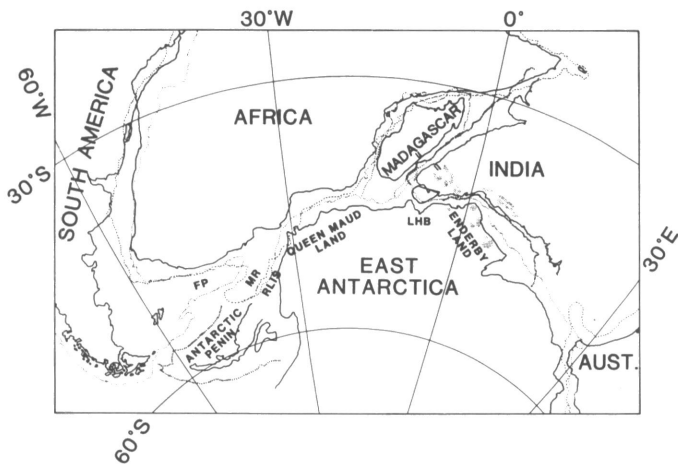 30°W
0°
60°W
SOUTH AMERICA
AFRICA
MADAGASCAR
INDIA
30°S
LHB
ENDERBY
LAND
QUEEN MAUD
LAND
30°E
FP
MR
RLTS
EAST
ANTARCTICA
ANTARCTIC
PENIN
AUST.
60°S